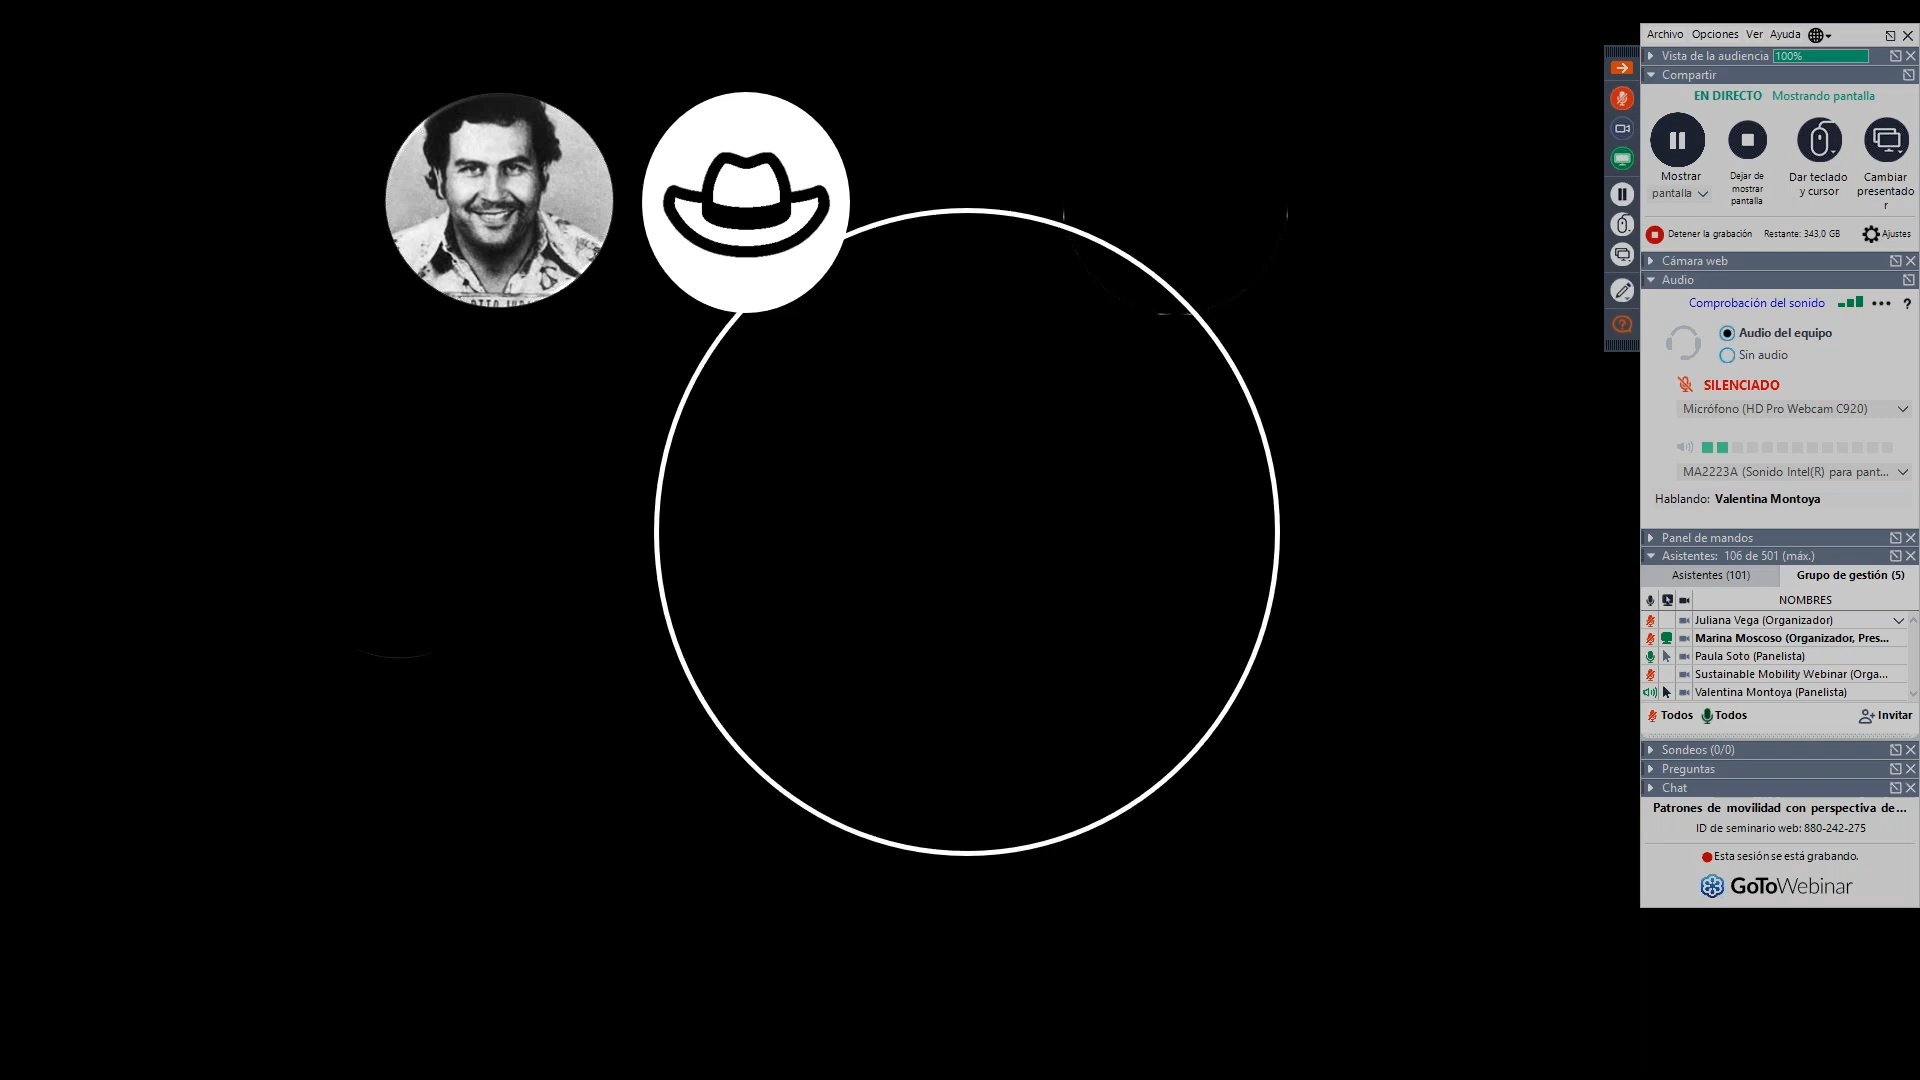 Archivo Opciones Ver Ayuda
Vista de la audiencia 100%
Compartir
EN DIRECTO Mostrando pantalla
Mostrar
pantalla
Dejar de
mostrar
pantalla
Dar teclado
y cursor
Cambiar
presentado
r
Detener la grabación Restante: 343,0 GB Ajustes
Cámara web
Audio
Comprobación del sonido ?
Audio del equipo
Sin audio
SILENCIADO
Micrófono (HD Pro Webcam C920)
MA2223A (Sonido Intel(R) para pant...
Hablando: Valentina Montoya
Panel de mandos
Asistentes: 106 de 501 (máx.)
Asistentes (101) Grupo de gestión (5)
NOMBRES
Juliana Vega (Organizador)
Marina Moscoso (Organizador, Pres...
Paula Soto (Panelista)
Sustainable Mobility Webinar (Orga...
Valentina Montoya (Panelista)
Todos Todos Invitar
Sondeos (0/0)
Preguntas
Chat
Patrones de movilidad con perspectiva de...
ID de seminario web: 880-242-275
Esta sesión se está grabando.
GoToWebinar